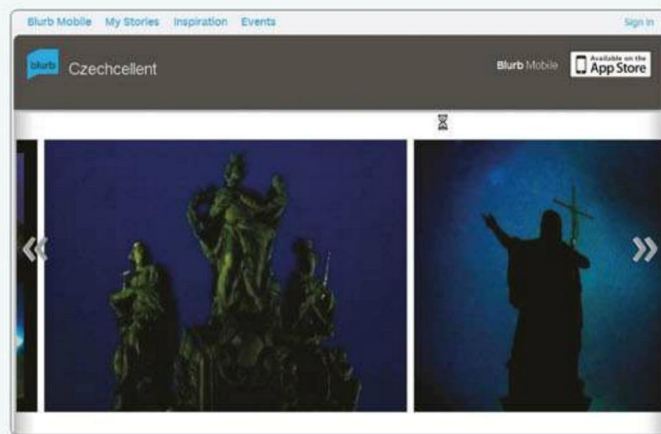 Blurb Mobile My Stories Inspiration Events Sign In
blurb Czechcellent Blurb Mobile Available on the App Store